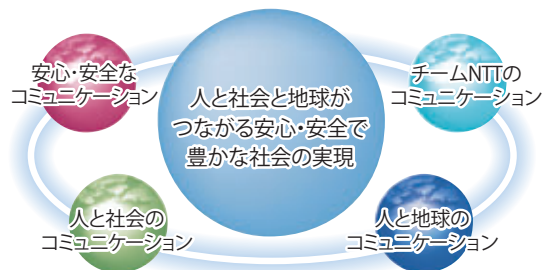 安心・安全な
コミュニケーション
チームNTTの
コミュニケーション
人と社会と地球が
つながる安心・安全で
豊かな社会の実現
人と社会の
コミュニケーション
人と地球の
コミュニケーション